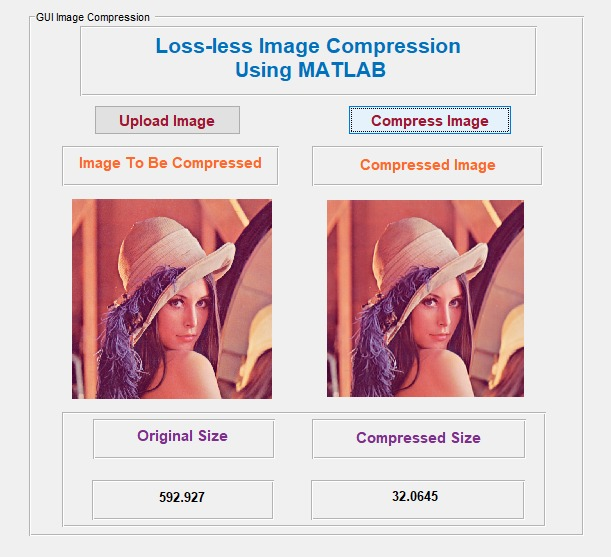 GUI Image Compression
Loss-less Image Compression
Using MATLAB
Upload Image
Compress Image
Image To Be Compressed
Compressed Image
Original Size
Compressed Size
592.927
32.0645